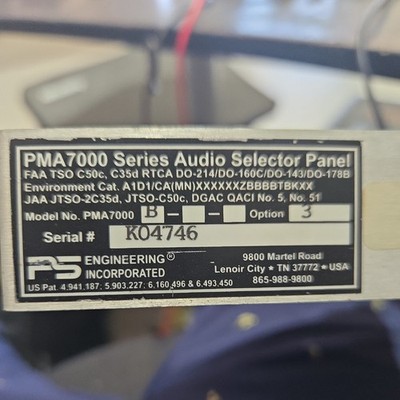 PMA7000 Series Audio Selector Panel
FAA TSO C50c, C35d RTCA DO-214/DO-160C/DO-143/DO-178B
Environment Cat. A1D1/CA(MN)XXXXXXZBBBBTBKXX
JAA JTSO-2C35d, JTSO-C50c, DGAC QACI No. 5, No. 51
Model No. PMA7000 B - - Option 3
Serial # K04746
PS ENGINEERING® INCORPORATED
9800 Martel Road
Lenoir City ★ TN 37772 ★ USA
865-988-9800
US Pat. 4.941,187; 5.903.227; 6.160,496 & 6.493.450